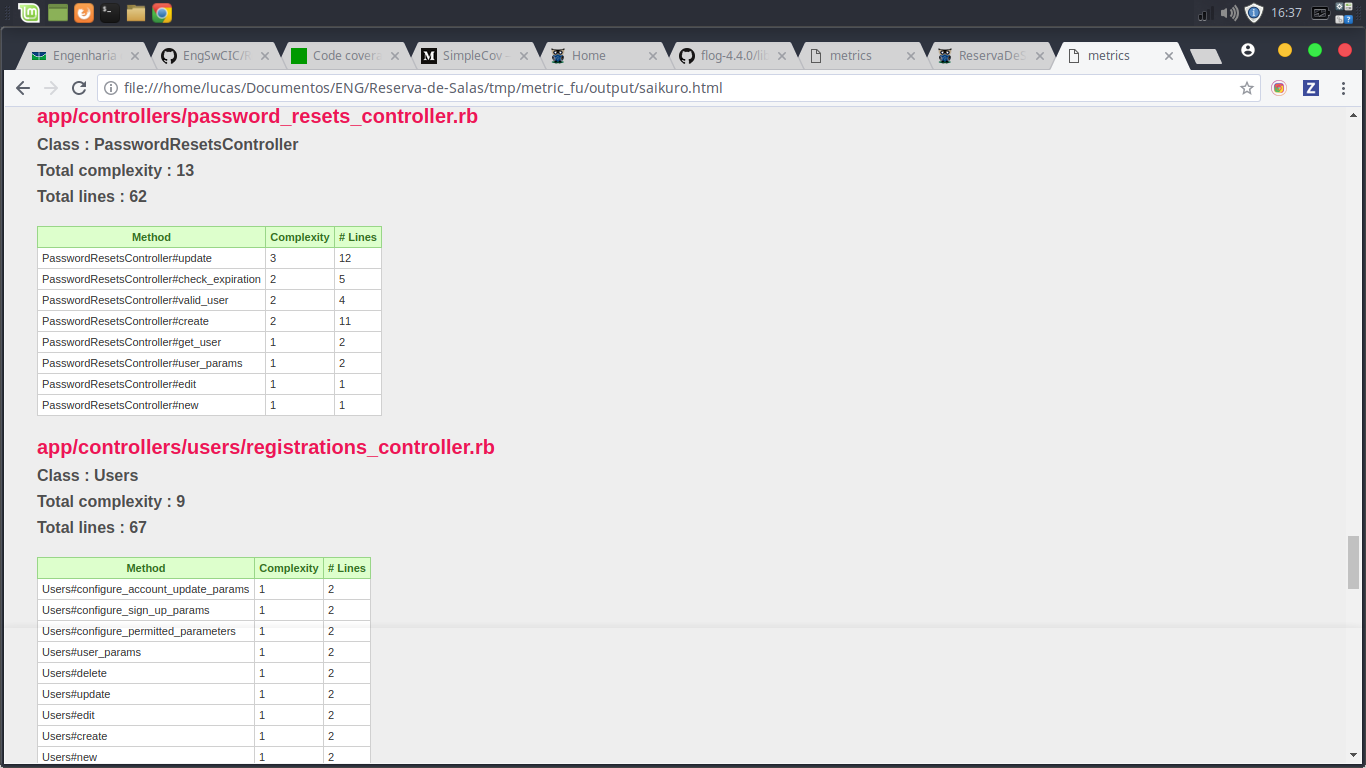 16:37
Engenharia
EngSwCIC/R
Code covera
SimpleCov –
Home
flog-4.4.0/lib
metrics
ReservaDeS
metrics
file:///home/lucas/Documentos/ENG/Reserva-de-Salas/tmp/metric_fu/output/saikuro.html
app/controllers/password_resets_controller.rb
Class : PasswordResetsController
Total complexity : 13
Total lines : 62
Method Complexity # Lines
PasswordResetsController#update 3 12
PasswordResetsController#check_expiration 2 5
PasswordResetsController#valid_user 2 4
PasswordResetsController#create 2 11
PasswordResetsController#get_user 1 2
PasswordResetsController#user_params 1 2
PasswordResetsController#edit 1 1
PasswordResetsController#new 1 1
app/controllers/users/registrations_controller.rb
Class : Users
Total complexity : 9
Total lines : 67
Method Complexity # Lines
Users#configure_account_update_params 1 2
Users#configure_sign_up_params 1 2
Users#configure_permitted_parameters 1 2
Users#user_params 1 2
Users#delete 1 2
Users#update 1 2
Users#edit 1 2
Users#create 1 2
Users#new 1 2